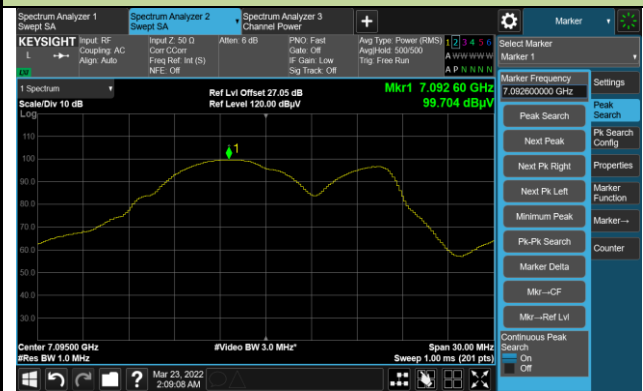 Spectrum Analyzer 1
Swept SA
Spectrum Analyzer 2
Swept SA
Spectrum Analyzer 3
Channel Power
+
Marker
KEYSIGHT
L
Input: RF
Coupling: AC
Align: Auto
Input Z: 50 Ω
Corr CCorr
Freq Ref: Int (S)
NFE: Off
Atten: 6 dB
PNO: Fast
Gate: Off
IF Gain: Low
Sig Track: Off
Avg Type: Power (RMS)
Avg|Hold: 500/500
Trig: Free Run
1 2 3 4 5 6
A W W W W W
A P N N N N
Select Marker
Marker 1
1 Spectrum
Scale/Div 10 dB
Log
Ref Lvl Offset 27.05 dB
Ref Level 120.00 dBµV
Mkr1 7.092 60 GHz
99.704 dBµV
110
100
90.0
80.0
70.0
60.0
50.0
40.0
30.0
1
Center 7.09500 GHz
#Res BW 1.0 MHz
#Video BW 3.0 MHz*
Span 30.00 MHz
Sweep 1.00 ms (201 pts)
Marker Frequency
7.092600000 GHz
Peak Search
Next Peak
Next Pk Right
Next Pk Left
Minimum Peak
Pk-Pk Search
Marker Delta
Mkr→CF
Mkr→Ref Lvl
Continuous Peak
Search
On
Off
Settings
Peak
Search
Pk Search
Config
Properties
Marker
Function
Marker→
Counter
?
Mar 23, 2022
2:09:08 AM